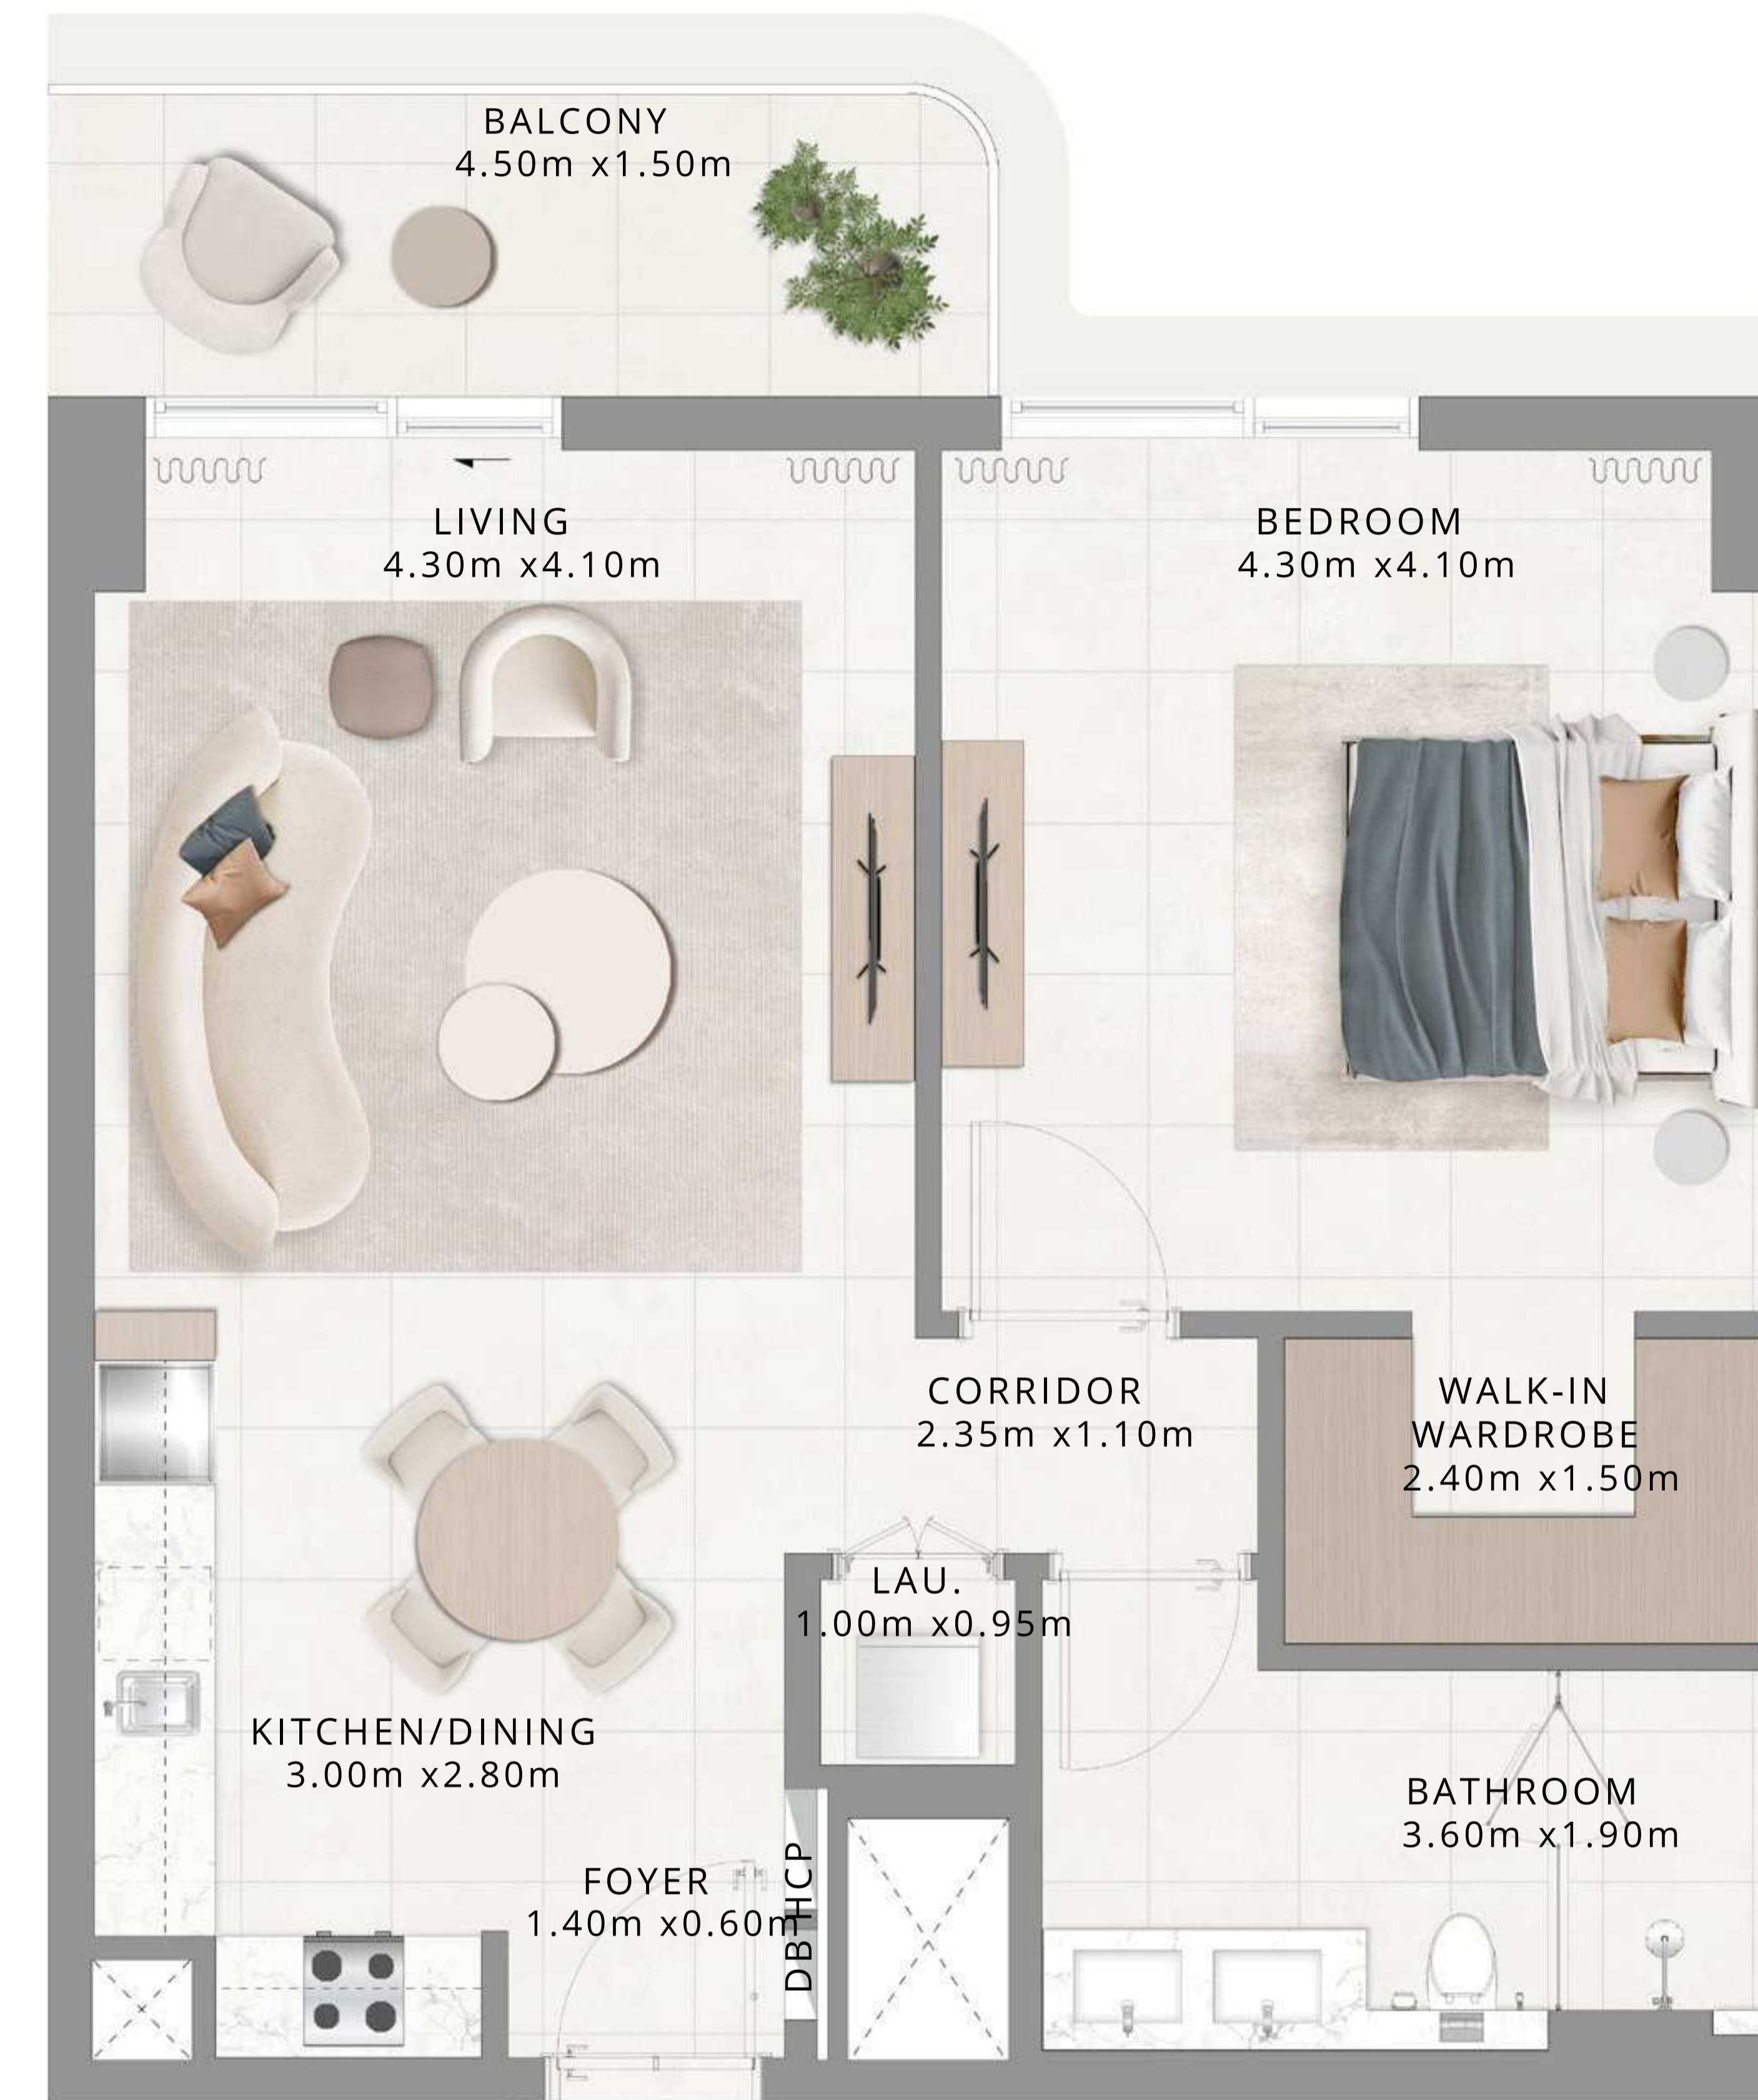 BALCONY
4.50m x1.50m
LIVING
4.30m x4.10m
BEDROOM
4.30m x4.10m
CORRIDOR
2.35m x1.10m
WALK-IN
WARDROBE
2.40m x1.50m
LAU.
1.00m x0.95m
KITCHEN/DINING
3.00m x2.80m
BATHROOM
3.60m x1.90m
FOYER
1.40m x0.60m
DB HCP